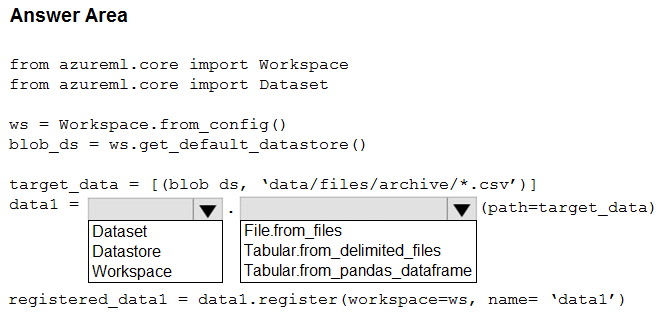 Answer Area
from azureml.core import Workspace
from azureml.core import Dataset
ws = Workspace.from_config()
blob_ds = ws.get_default_datastore()
target_data = [(blob ds, ‘data/files/archive/*.csv’)]
data1 = . (path=target_data)
Dataset File.from_files
Datastore Tabular.from_delimited_files
Workspace Tabular.from_pandas_dataframe
registered_data1 = data1.register(workspace=ws, name= ‘data1’)